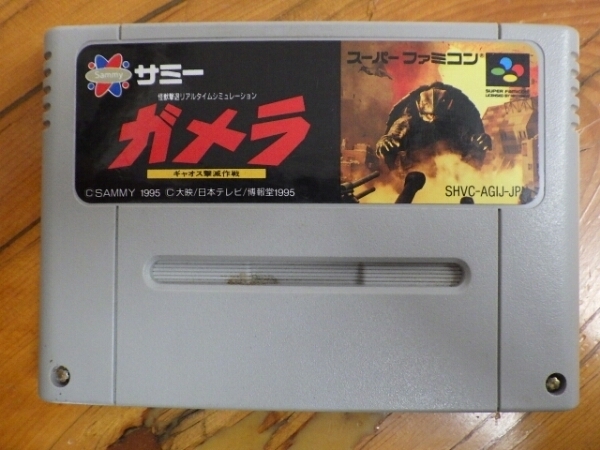 Sammy
サミー
スーパーファミコン
SUPER FAMICOM
怪獣撃退リアルタイムシミュレーション
ガメラ
ギャオス撃滅作戦
©SAMMY 1995 ©大映/日本テレビ/博報堂1995
SHVC-AGIJ-JPN